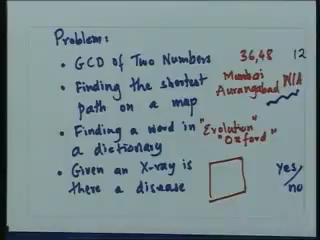 Problem:
• GCD of Two Numbers 36,48 12
• Finding the shortest path on a map Mumbai Aurangabad N/A
• Finding a word in a dictionary "Evolution" "Oxford"
• Given an X-ray is there a disease yes/no